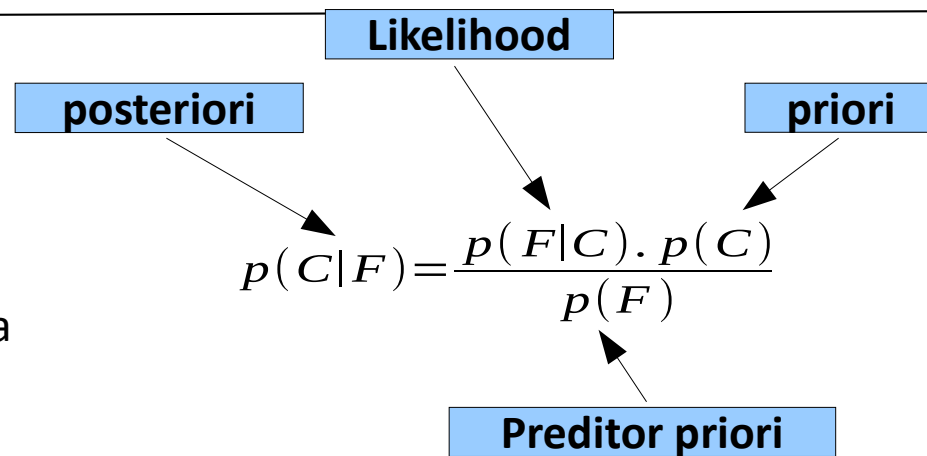 Likelihood
posteriori
priori
p(C|F)=p(F|C).p(C)
p(F)
a
Preditor priori